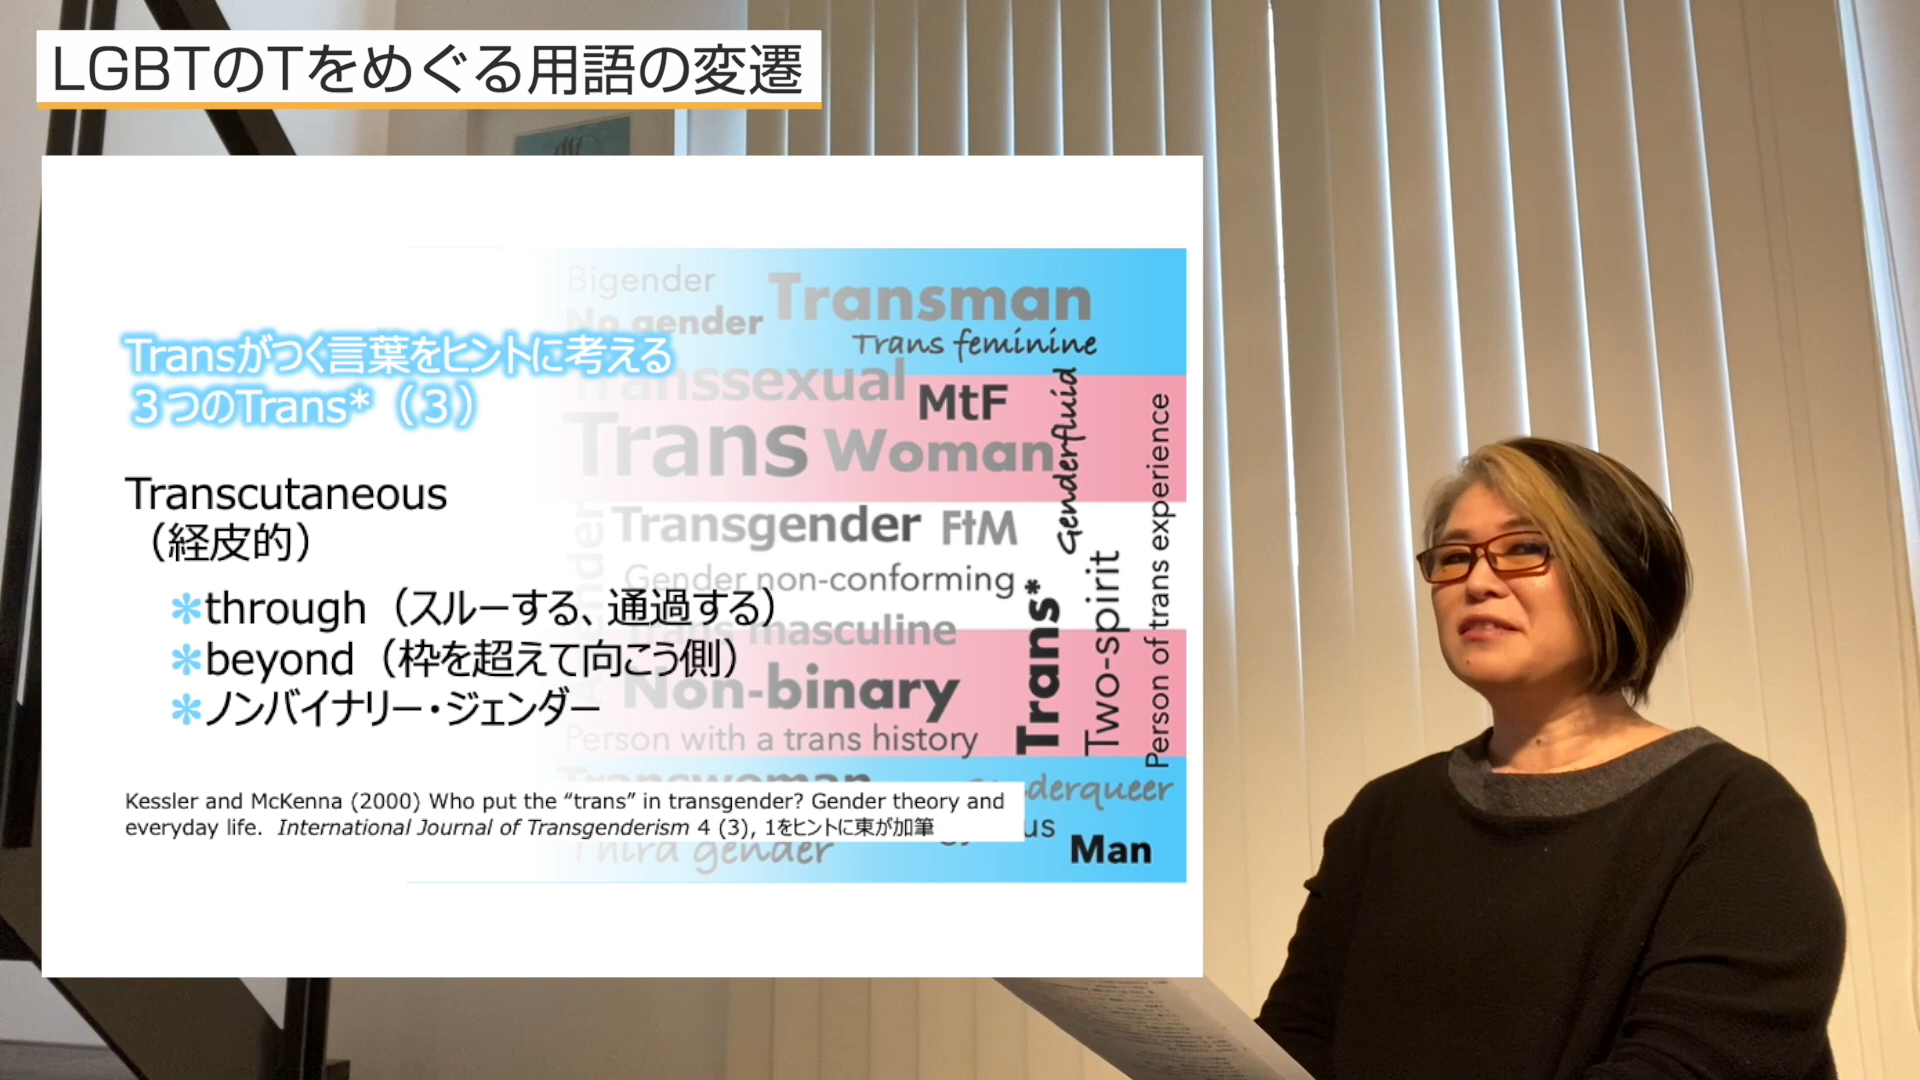 LGBTのTをめぐる用語の変遷
Transがつく言葉をヒントに考える
３つのTrans*（３）
Transcutaneous
（経皮的）
＊through（スルーする、通過する）
＊beyond（枠を超えて向こう側）
＊ノンバイナリー・ジェンダー
Kessler and McKenna (2000) Who put the “trans” in transgender? Gender theory and
everyday life. International Journal of Transgenderism 4 (3), 1をヒントに東が加筆
Bigender
No gender
Transman
Trans feminine
Transsexual
MtF
Genderfluid
Trans Woman
Transgender
FtM
Gender non-conforming
Trans masculine
Trans*
Two-spirit
Person of trans experience
Non-binary
Person with a trans history
Transwoman
Third gender
Man